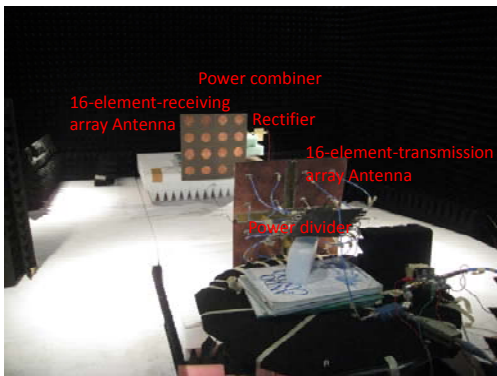 Power combiner
16-element-receiving
array Antenna
Rectifier
16-element-transmission
array Antenna
Power divider